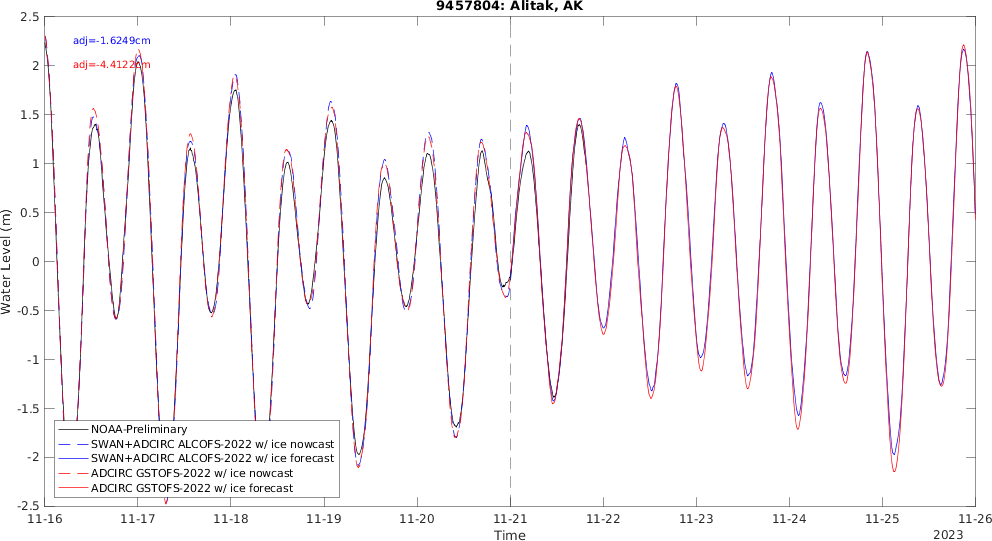 9457804: Alitak, AK
adj=-1.6249cm
adj=-4.4122cm
Water Level (m)
2.5
2
1.5
1
0.5
0
-0.5
-1
-1.5
-2
-2.5
NOAA-Preliminary
SWAN+ADCIRC ALCOFS-2022 w/ ice nowcast
SWAN+ADCIRC ALCOFS-2022 w/ ice forecast
ADCIRC GSTOFS-2022 w/ ice nowcast
ADCIRC GSTOFS-2022 w/ ice forecast
11-16 11-17 11-18 11-19 11-20 11-21 11-22 11-23 11-24 11-25 11-26
Time
2023